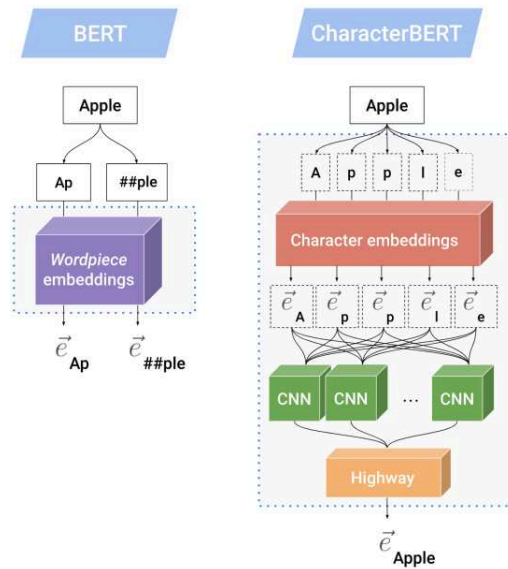 BERT
CharacterBERT
Apple
Ap
##ple
Wordpiece
embeddings
e⃗ Ap
e⃗ ##ple
Apple
A p p l e
Character embeddings
e⃗ A e⃗ p e⃗ p e⃗ l e⃗ e
CNN CNN ... CNN
Highway
e⃗ Apple